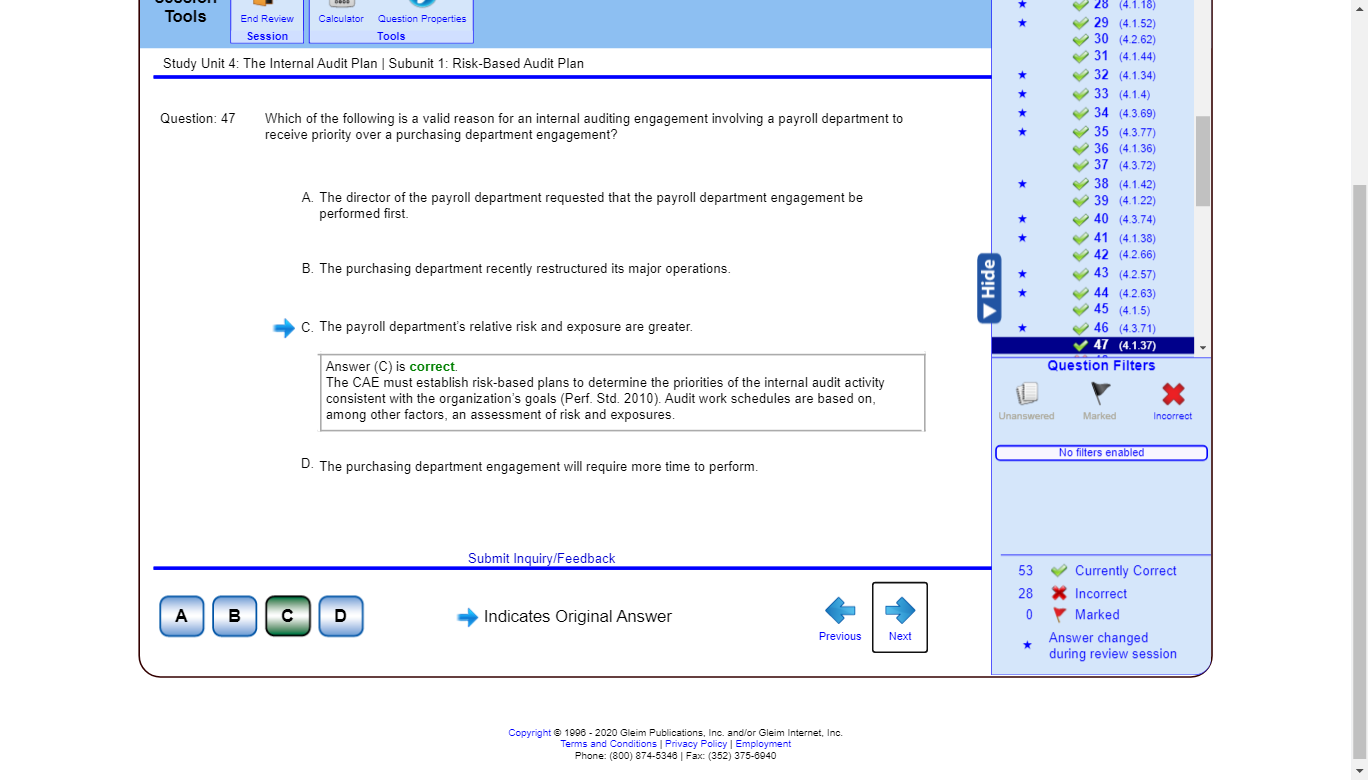 Session
Tools
End Review
Session
Calculator
Question Properties
Tools
Study Unit 4: The Internal Audit Plan | Subunit 1: Risk-Based Audit Plan
Question: 47
Which of the following is a valid reason for an internal auditing engagement involving a payroll department to
receive priority over a purchasing department engagement?
A. The director of the payroll department requested that the payroll department engagement be
performed first.
B. The purchasing department recently restructured its major operations.
C. The payroll department's relative risk and exposure are greater.
Answer (C) is correct.
The CAE must establish risk-based plans to determine the priorities of the internal audit activity
consistent with the organization's goals (Perf. Std. 2010). Audit work schedules are based on,
among other factors, an assessment of risk and exposures.
D. The purchasing department engagement will require more time to perform.
Submit Inquiry/Feedback
A
B
C
D
Indicates Original Answer
Previous
Next
Hide
28 (4.1.18)
29 (4.1.52)
30 (4.2.62)
31 (4.1.44)
32 (4.1.34)
33 (4.1.4)
34 (4.3.69)
35 (4.3.77)
36 (4.1.36)
37 (4.3.72)
38 (4.1.42)
39 (4.1.22)
40 (4.3.74)
41 (4.1.38)
42 (4.2.66)
43 (4.2.57)
44 (4.2.63)
45 (4.1.5)
46 (4.3.71)
47 (4.1.37)
Question Filters
Unanswered
Marked
Incorrect
No filters enabled
53 Currently Correct
28 Incorrect
0 Marked
Answer changed
during review session
Copyright © 1996 - 2020 Gleim Publications, Inc. and/or Gleim Internet, Inc.
Terms and Conditions | Privacy Policy | Employment
Phone: (800) 874-5346 | Fax: (352) 375-6940